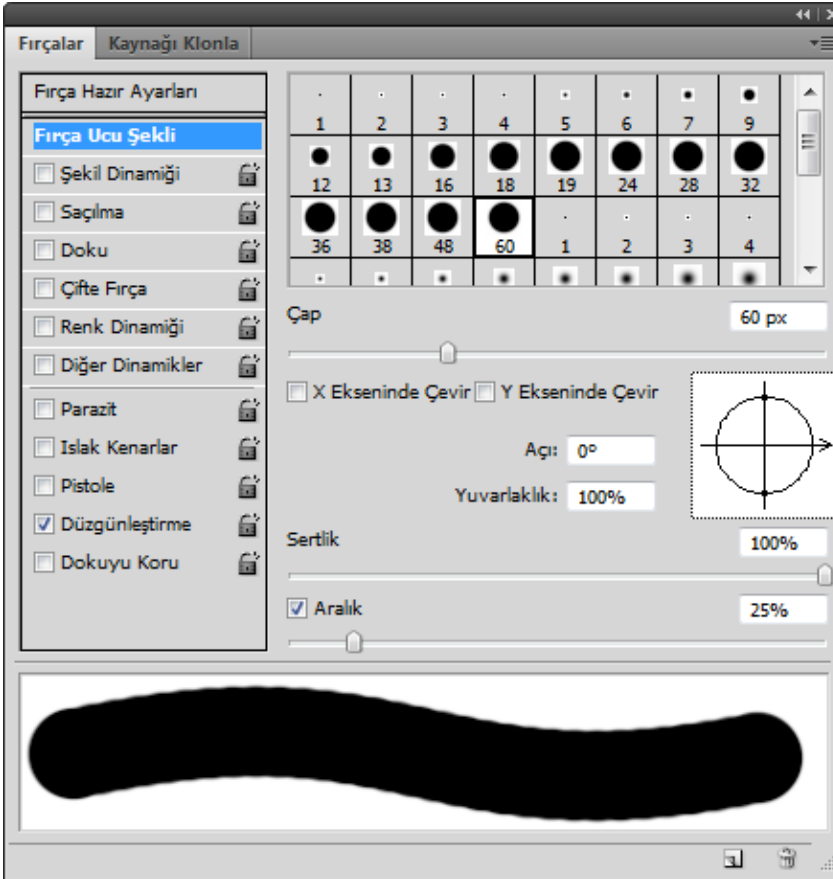 Fırçalar Kaynağı Klonla
Fırça Hazır Ayarları
Fırça Ucu Şekli
Şekil Dinamiği
Saçılma
Doku
Çifte Fırça
Renk Dinamiği
Diğer Dinamikler
Parazit
Islak Kenarlar
Pistole
Düzgünleştirme
Dokuyu Koru
1 2 3 4 5 6 7 9
12 13 16 18 19 24 28 32
36 38 48 60 1 2 3 4
Çap 60 px
X Ekseninde Çevir Y Ekseninde Çevir
Açı: 0º
Yuvarlaklık: 100%
Sertlik 100%
Aralık 25%